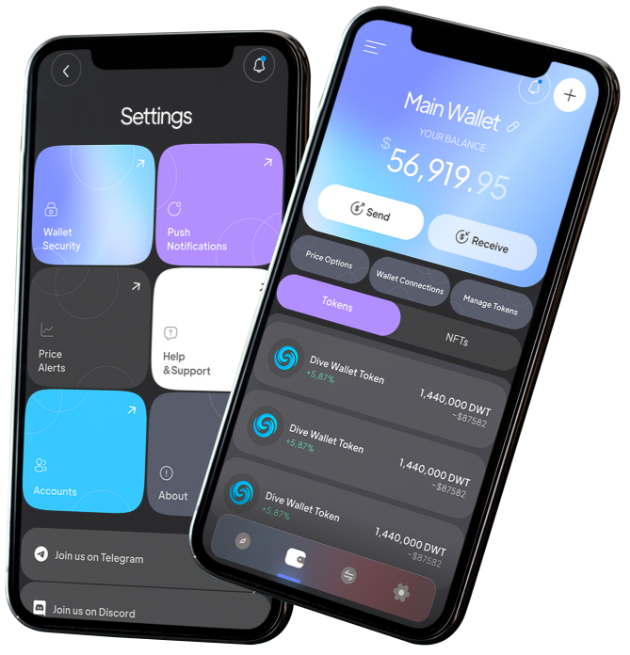 Settings
Wallet
Security
Push
Notifications
Price
Alerts
Help
&Support
Accounts
About
Join us on Telegram
Join us on Discord
Main Wallet
YOUR BALANCE
$56,919.95
Send
Receive
Price Options
Wallet Connections
Manage Tokens
Tokens
NFTs
Dive Wallet Token
+5,87%
1,440,000 DWT
~$87582
Dive Wallet Token
+5,87%
1,440,000 DWT
~$87582
Dive Wallet Token
+5,87%
1,440,000 DWT
~$87582